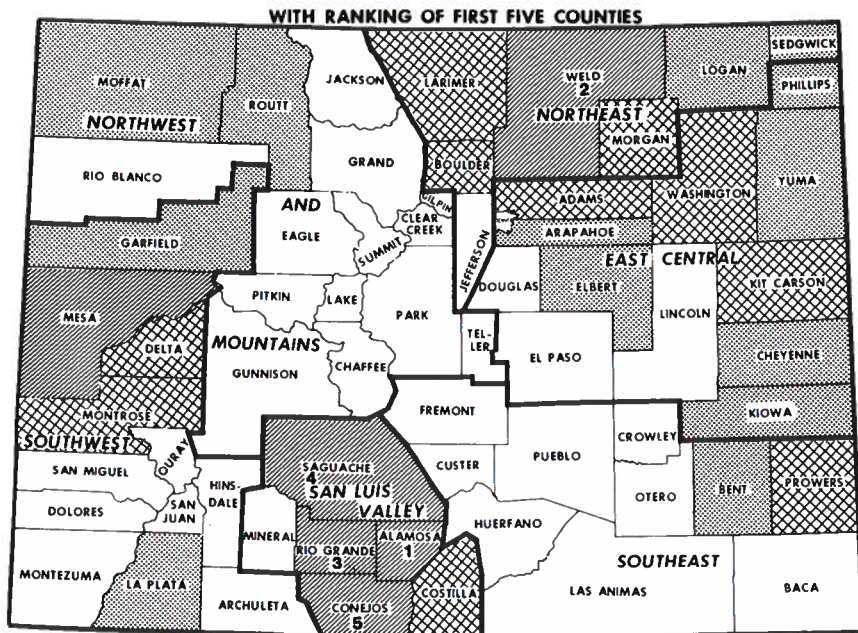 WITH RANKING OF FIRST FIVE COUNTIES
SEDGWICK
JACKSON
LARIMER
WELD
2
LOGAN
PHILLIPS
MOFFAT
ROUTT
NORTHWEST
NORTHEAST
MORGAN
GRAND
BOULDER
RIO BLANCO
ADAMS
WASHINGTON
YUMA
AND
GILPIN
CLEAR
CREEK
EAGLE
SUMMIT
JEFFERSON
ARAPAHOE
GARFIELD
EAST CENTRAL
DOUGLAS
ELBERT
KIT CARSON
PITKIN
LAKE
PARK
LINCOLN
MESA
TEL-
LER
DELTA
MOUNTAINS
GUNNISON
CHAFFEE
EL PASO
CHEYENNE
MONTROSE
FREMONT
KIOWA
SOUTHWEST
OURAY
CROWLEY
SAN MIGUEL
SAGUACHE
4
CUSTER
PUEBLO
HINS-
DALE
SAN LUIS
VALLEY
OTERO
BENT
PROWERS
DOLORES
SAN
JUAN
MINERAL
RIO GRANDE
3
ALAMOSA
1
HUERFANO
SOUTHEAST
MONTEZUMA
LA PLATA
ARCHULETA
CONEJOS
5
COSTILLA
LAS ANIMAS
BACA